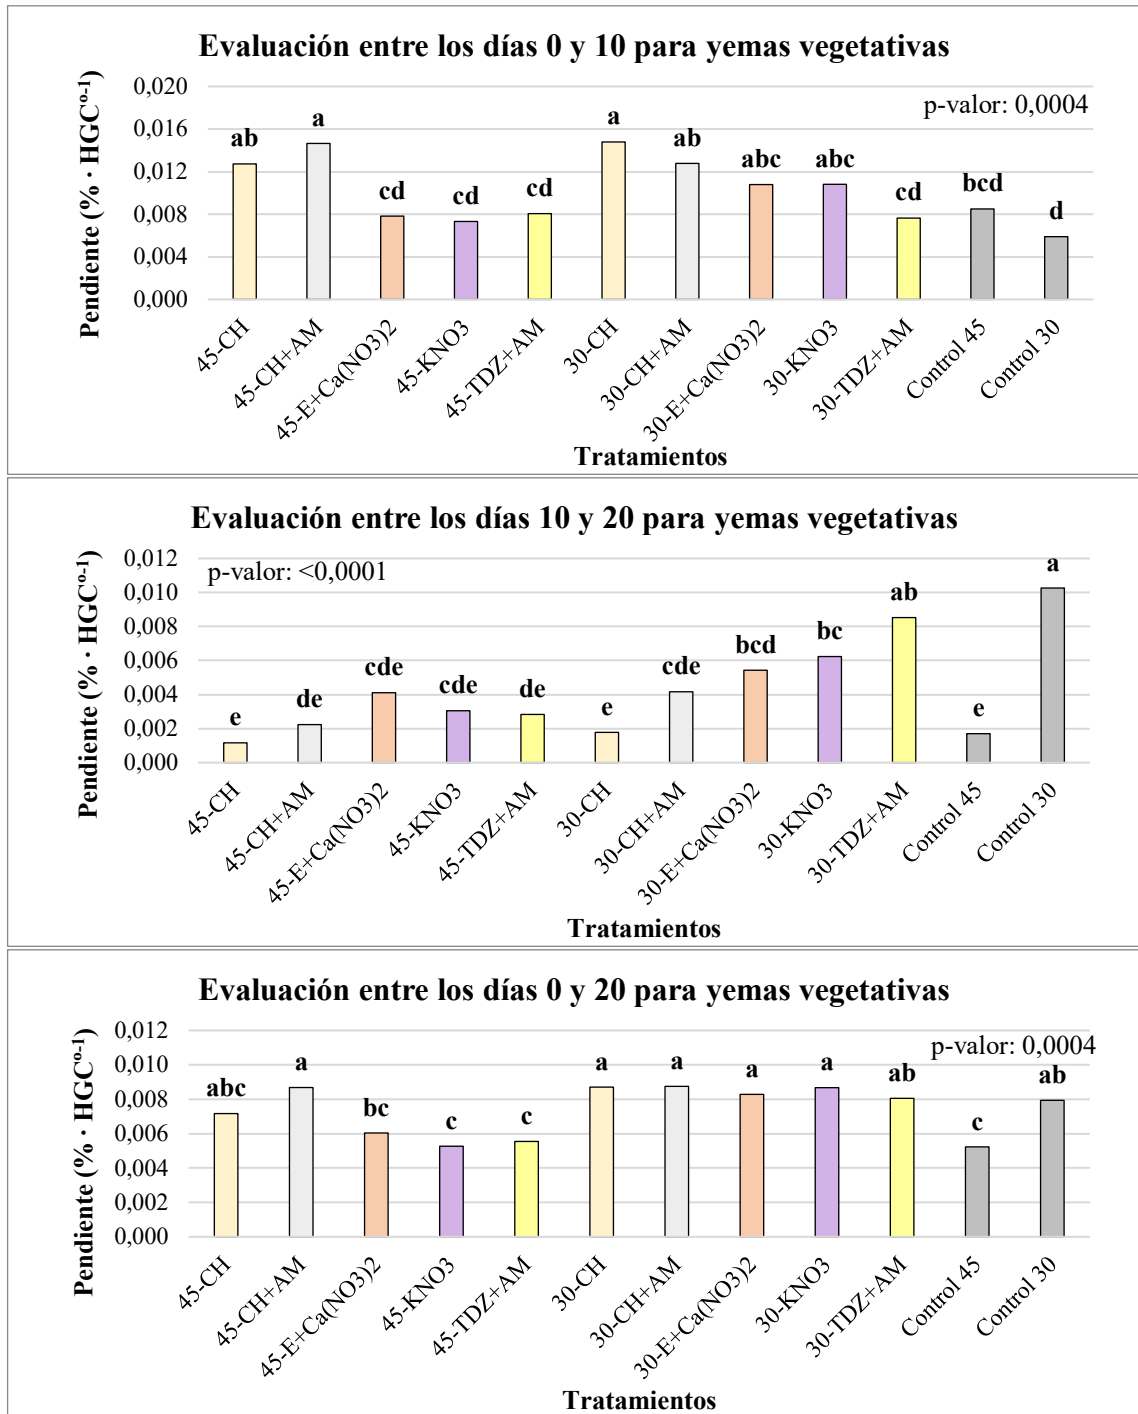 Evaluación entre los días 0 y 10 para yemas vegetativas
Pendiente (% · HGCº⁻¹)
0,020
0,016
0,012
0,008
0,004
0,000
p-valor: 0,0004
ab
a
cd
cd
cd
a
ab
abc
abc
cd
bcd
d
45-CH
45-CH+AM
45-E+Ca(NO3)2
45-KNO3
45-TDZ+AM
30-CH
30-CH+AM
30-E+Ca(NO3)2
30-KNO3
30-TDZ+AM
Control 45
Control 30
Tratamientos
Evaluación entre los días 10 y 20 para yemas vegetativas
Pendiente (% · HGCº⁻¹)
0,012
0,010
0,008
0,006
0,004
0,002
0,000
p-valor: <0,0001
e
de
cde
cde
de
e
cde
bcd
bc
ab
e
a
45-CH
45-CH+AM
45-E+Ca(NO3)2
45-KNO3
45-TDZ+AM
30-CH
30-CH+AM
30-E+Ca(NO3)2
30-KNO3
30-TDZ+AM
Control 45
Control 30
Tratamientos
Evaluación entre los días 0 y 20 para yemas vegetativas
Pendiente (% · HGCº⁻¹)
0,012
0,010
0,008
0,006
0,004
0,002
0,000
p-valor: 0,0004
abc
a
bc
c
c
a
a
a
a
ab
c
ab
45-CH
45-CH+AM
45-E+Ca(NO3)2
45-KNO3
45-TDZ+AM
30-CH
30-CH+AM
30-E+Ca(NO3)2
30-KNO3
30-TDZ+AM
Control 45
Control 30
Tratamientos